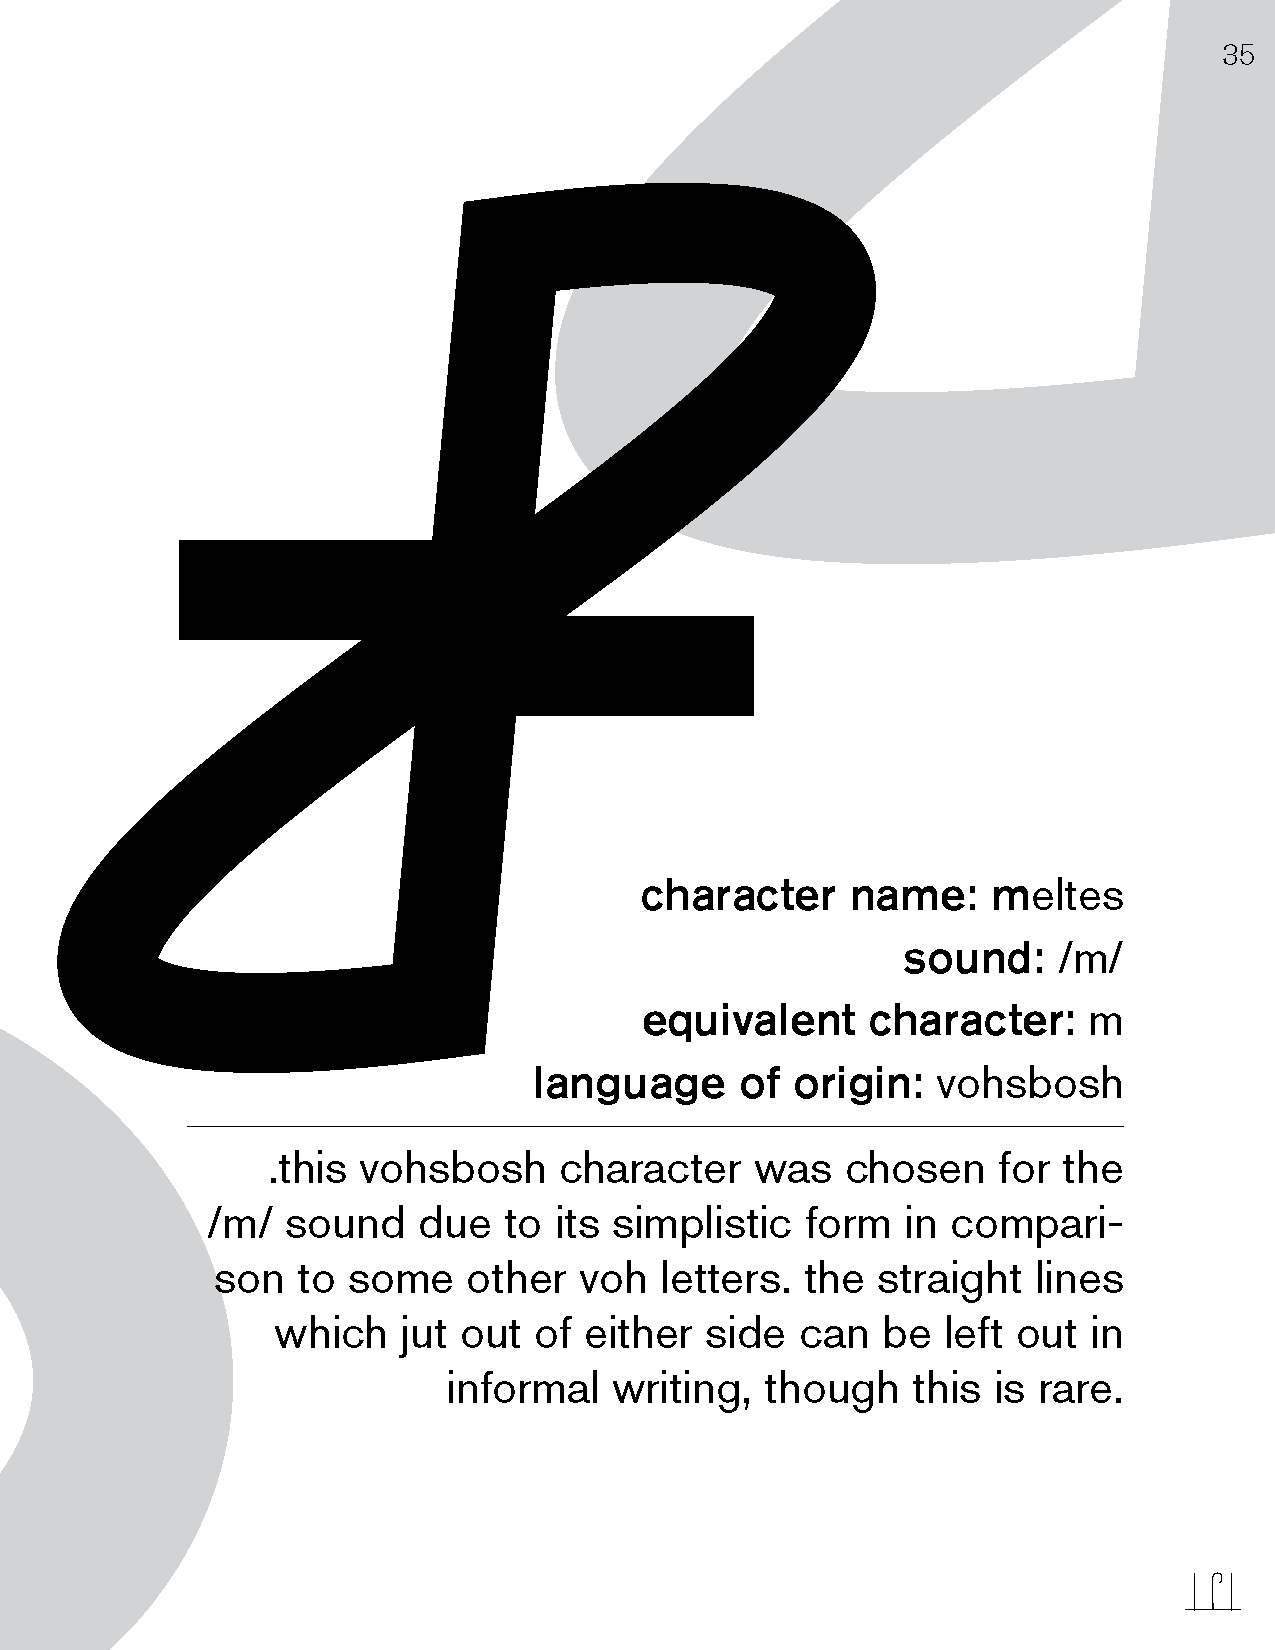 35
character name: meltes
sound: /m/
equivalent character: m
language of origin: vohsbosh
.this vohsbosh character was chosen for the
/m/ sound due to its simplistic form in compari-
son to some other voh letters. the straight lines
which jut out of either side can be left out in
informal writing, though this is rare.